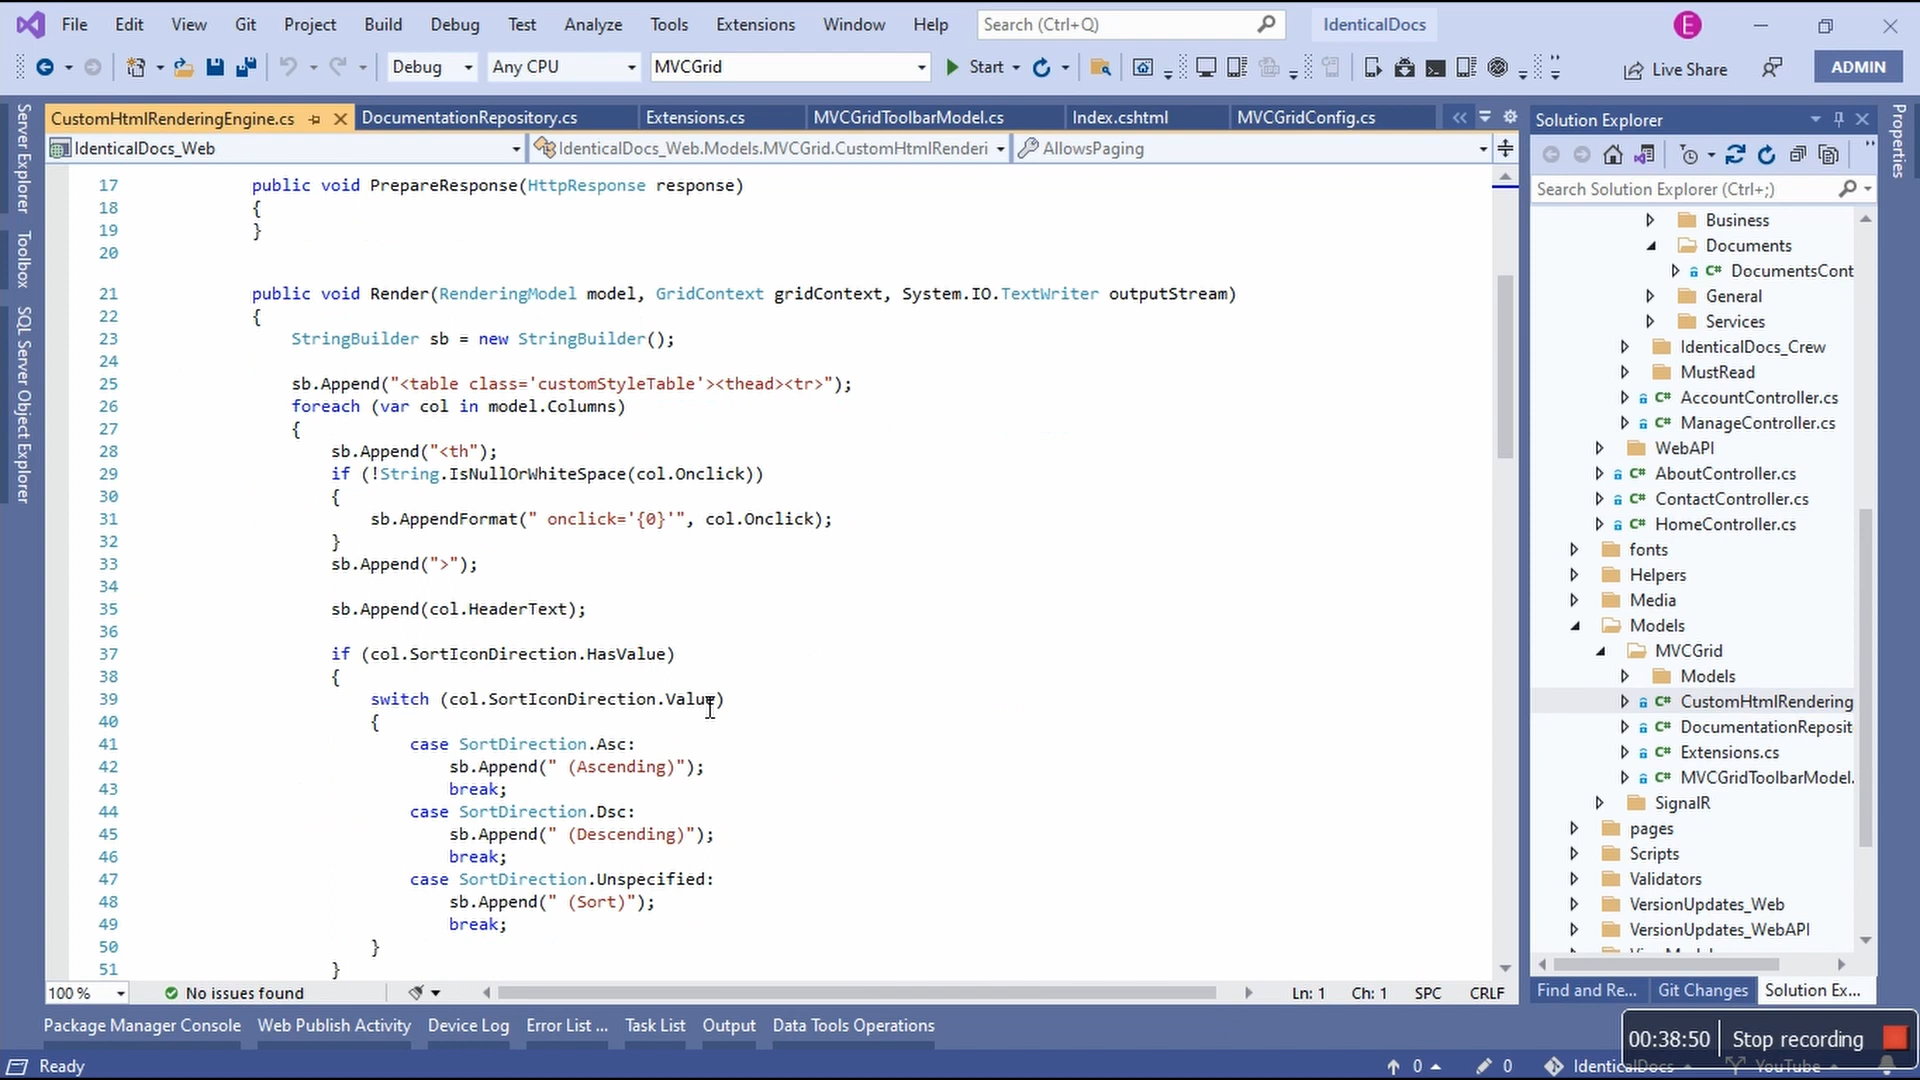 File Edit View Git Project Build Debug Test Analyze Tools Extensions Window Help Search (Ctrl+Q) IdenticalDocs E
Debug Any CPU MVCGrid Start Live Share ADMIN
CustomHtmlRenderingEngine.cs DocumentationRepository.cs Extensions.cs MVCGridToolbarModel.cs Index.cshtml MVCGridConfig.cs
IdenticalDocs_Web IdenticalDocs_Web.Models.MVCGrid.CustomHtmlRenderi AllowsPaging
17 public void PrepareResponse(HttpResponse response)
18 {
19 }
20
21 public void Render(RenderingModel model, GridContext gridContext, System.IO.TextWriter outputStream)
22 {
23 StringBuilder sb = new StringBuilder();
24
25 sb.Append("<table class='customStyleTable'><thead><tr>");
26 foreach (var col in model.Columns)
27 {
28 sb.Append("<th");
29 if (!String.IsNullOrWhiteSpace(col.Onclick))
30 {
31 sb.AppendFormat(" onclick='{0}'", col.Onclick);
32 }
33 sb.Append(">");
34
35 sb.Append(col.HeaderText);
36
37 if (col.SortIconDirection.HasValue)
38 {
39 switch (col.SortIconDirection.Value)
40 {
41 case SortDirection.Asc:
42 sb.Append(" (Ascending)");
43 break;
44 case SortDirection.Dsc:
45 sb.Append(" (Descending)");
46 break;
47 case SortDirection.Unspecified:
48 sb.Append(" (Sort)");
49 break;
50 }
51 }
100 % No issues found Ln: 1 Ch: 1 SPC CRLF
Server Explorer
Toolbox
SQL Server Object Explorer
Solution Explorer
Search Solution Explorer (Ctrl+;)
Business
Documents
C# DocumentsCont
General
Services
IdenticalDocs_Crew
MustRead
C# AccountController.cs
C# ManageController.cs
WebAPI
C# AboutController.cs
C# ContactController.cs
C# HomeController.cs
fonts
Helpers
Media
Models
MVCGrid
Models
C# CustomHtmlRendering
C# DocumentationReposit
C# Extensions.cs
C# MVCGridToolbarModel.
SignalR
pages
Scripts
Validators
VersionUpdates_Web
VersionUpdates_WebAPI
Find and Re... Git Changes Solution Ex...
Properties
Package Manager Console Web Publish Activity Device Log Error List ... Task List Output Data Tools Operations
00:38:50 Stop recording
Ready 0 0 IdenticalDocs YouTube